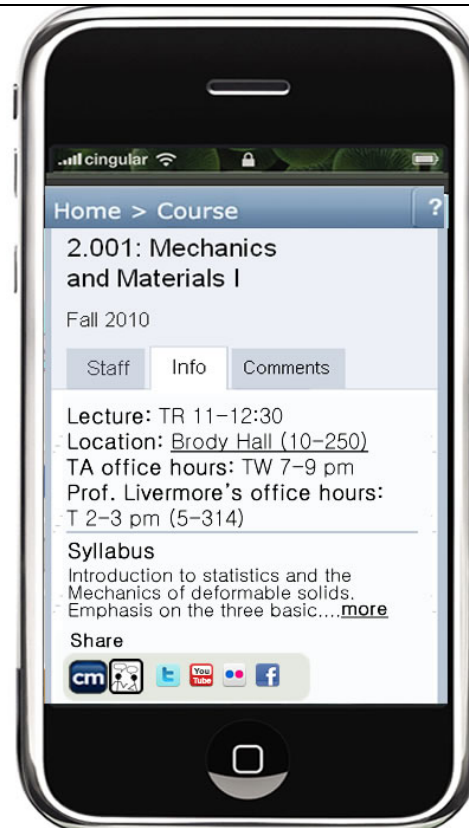 cingular
Home > Course
?
2.001: Mechanics
and Materials I
Fall 2010
Staff Info Comments
Lecture: TR 11-12:30
Location: Brody Hall (10-250)
TA office hours: TW 7-9 pm
Prof. Livermore's office hours:
T 2-3 pm (5-314)
Syllabus
Introduction to statistics and the
Mechanics of deformable solids.
Emphasis on the three basic....more
Share
cm t You Tube f